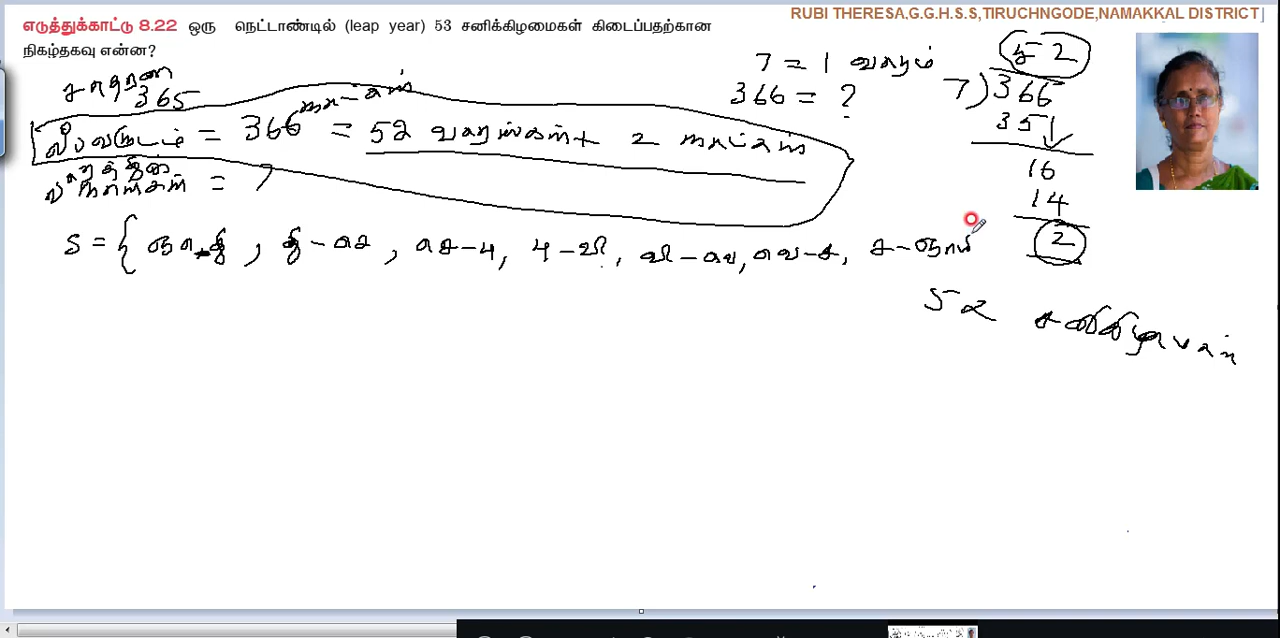 RUBI THERESA.G.G.H.S.S,TIRUCHNGODE,NAMAKKAL DISTRICT
எடுத்துக்காட்டு 8.22 ஒரு நெட்டாண்டில் (leap year) 53 சனிக்கிழமைகள் கிடைப்பதற்கான
நிகழ்தகவு என்ன?
சாதாரண
365
7 = 1 வாரம்
366 = ?
52
7) 366
35
16
14
2
லீப் வருடம் = 366 நாட்கள் = 52 வாரங்கள் + 2 நாட்கள்
வாரத்தின்
நாள்கள் = 7
S = { ஞா-தி, தி-செ, செ-பு, பு-வி, வி-வெ, வெ-ச, ச-ஞா
52 சனிக்கிழமைகள்